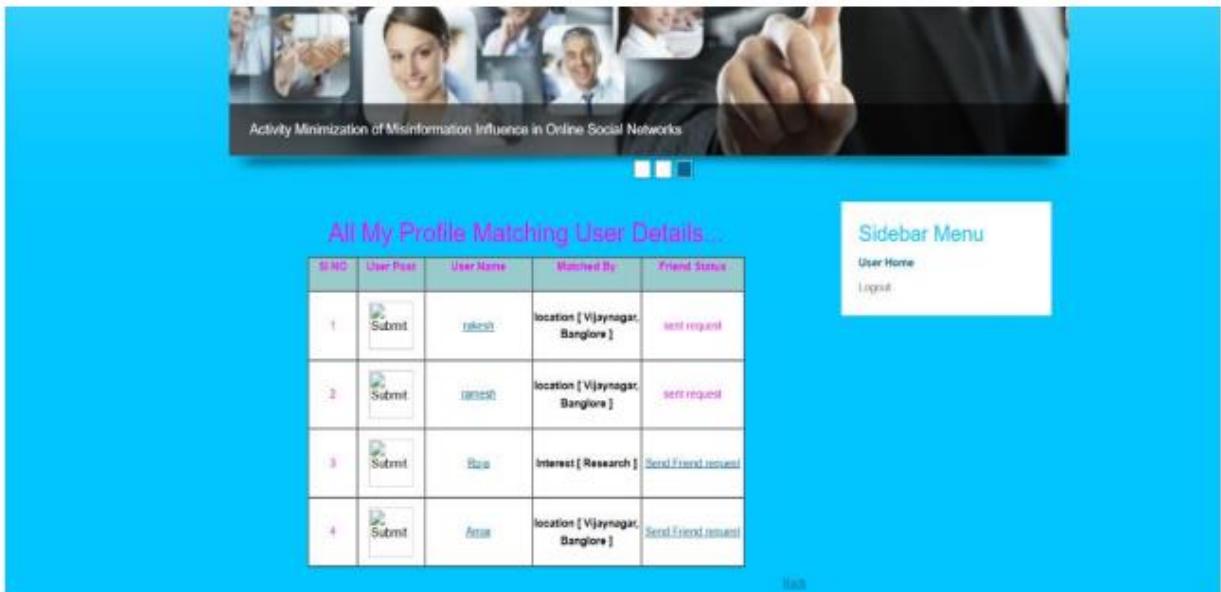 Activity Minimization of Misinformation Influence in Online Social Networks
All My Profile Matching User Details...
SI NO User Post User Name Matched By Friend Status
1 Submit rakesh location [ Vijaynagar, Banglore ] sent request
2 Submit ramesh location [ Vijaynagar, Banglore ] sent request
3 Submit Raja Interest [ Research ] Send Friend request
4 Submit location [ Vijaynagar, Banglore ] Send Friend request
Back
Sidebar Menu
User Home
Logout